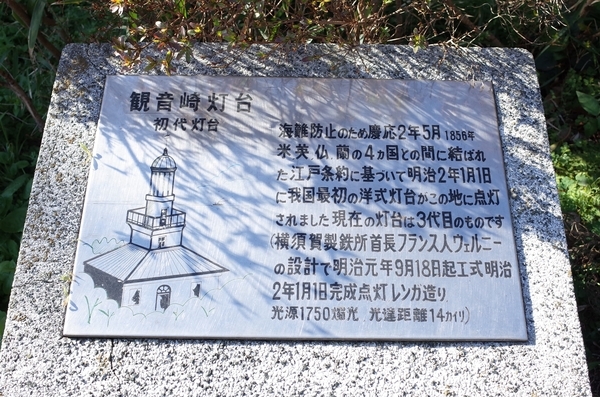 観音崎灯台
初代灯台
海難防止のため慶応2年5月1856年
米英仏蘭の4ヵ国との間に結ばれ
た江戸条約に基づいて明治2年1月1日
に我国最初の洋式灯台がこの地に点灯
されました現在の灯台は3代目のものです
(横須賀製鉄所首長フランス人ヴェルニー
の設計で明治元年9月18日起工式明治
2年1月1日完成点灯レンガ造り
光源1750燭光 光達距離14カイリ)